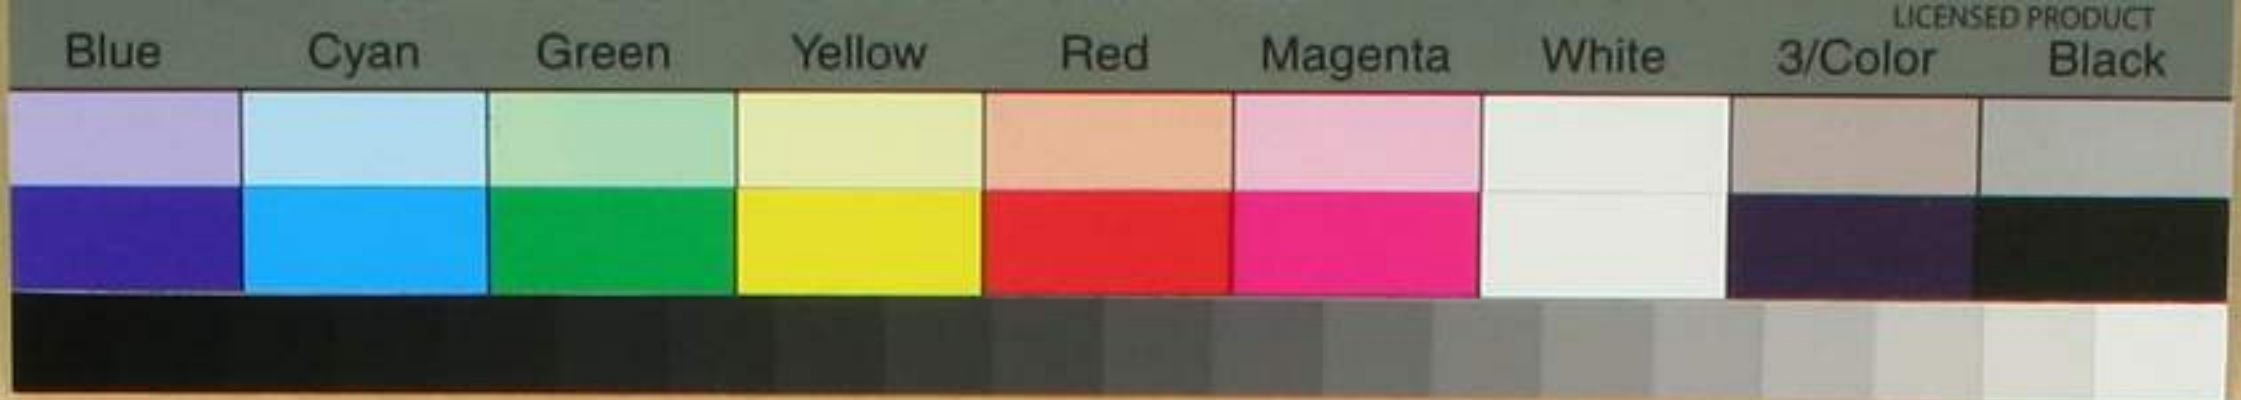 LICENSED PRODUCT
Blue Cyan Green Yellow Red Magenta White 3/Color Black